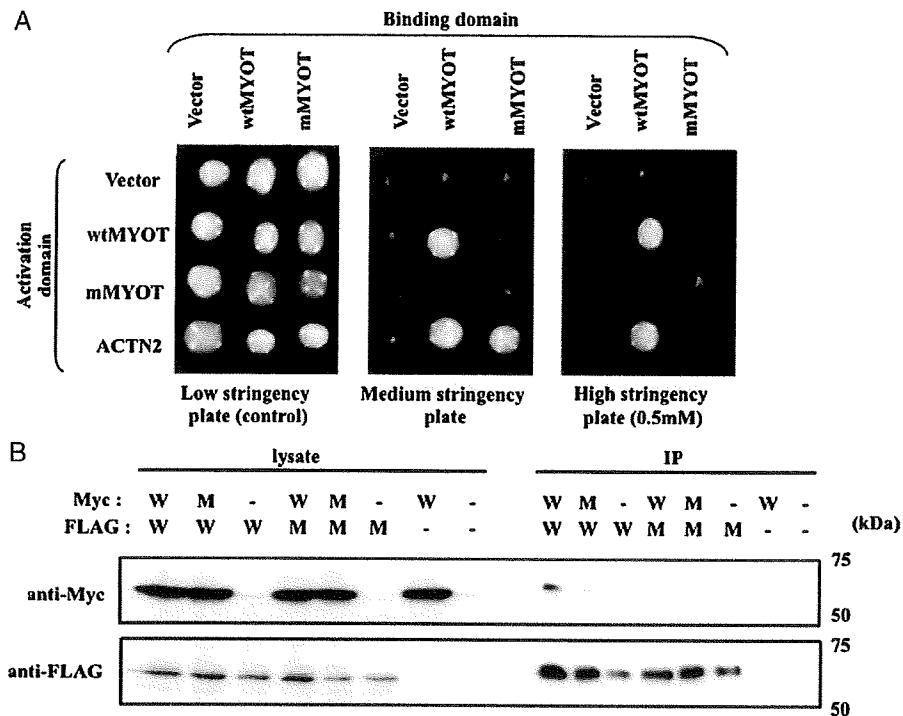 A
Binding domain
Vector wtMYOT mMYOT Vector wtMYOT mMYOT Vector wtMYOT mMYOT
Activation domain
Vector
wtMYOT
mMYOT
ACTN2
Low stringency plate (control)
Medium stringency plate
High stringency plate (0.5mM)
B
lysate IP
Myc : W M - W M - W - W M - W M - W -
FLAG : W W W M M M - - W W W M M M - - (kDa)
75
anti-Myc
50
75
anti-FLAG
50